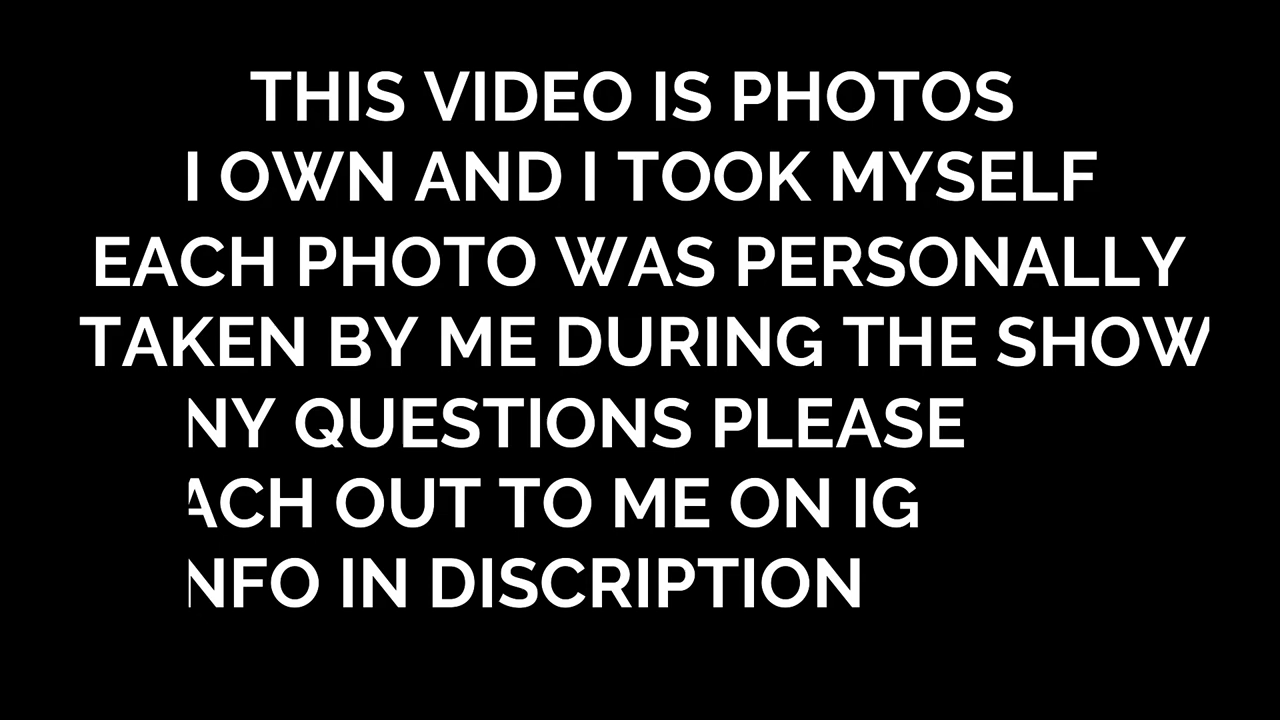 THIS VIDEO IS PHOTOS
I OWN AND I TOOK MYSELF
EACH PHOTO WAS PERSONALLY
TAKEN BY ME DURING THE SHOW
NY QUESTIONS PLEASE
ACH OUT TO ME ON IG
NFO IN DISCRIPTION